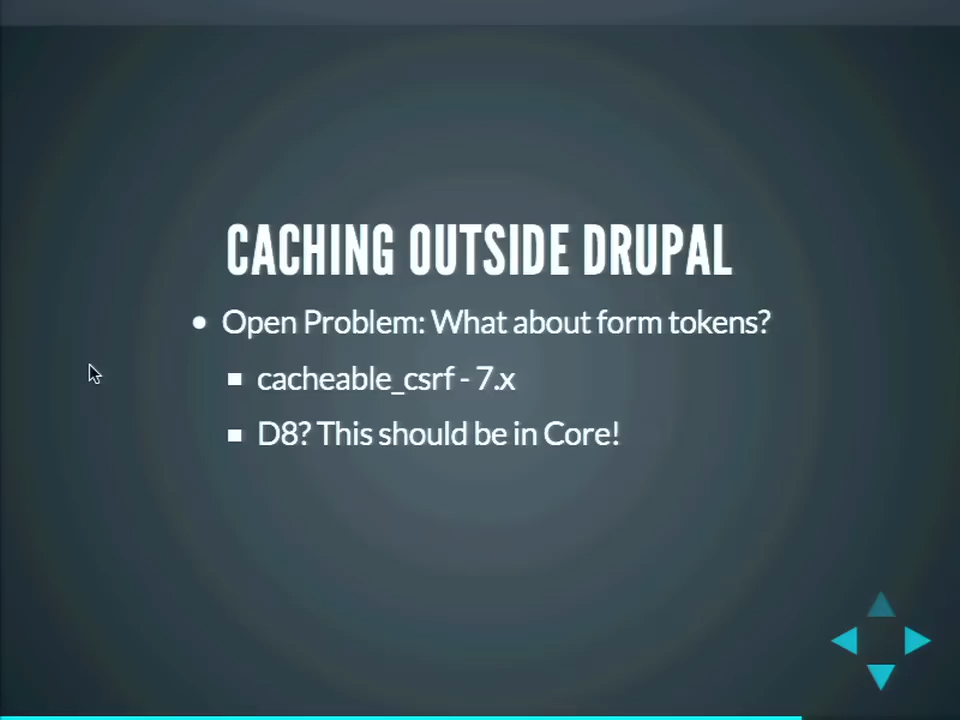 CACHING OUTSIDE DRUPAL
Open Problem: What about form tokens?
cacheable_csrf - 7.x
D8? This should be in Core!